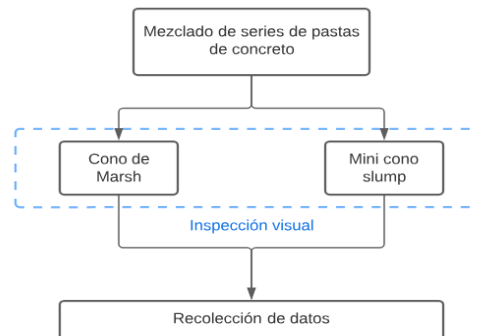 Mezclado de series de pastas
de concreto
Cono de
Marsh
Mini cono
slump
Inspección visual
Recolección de datos